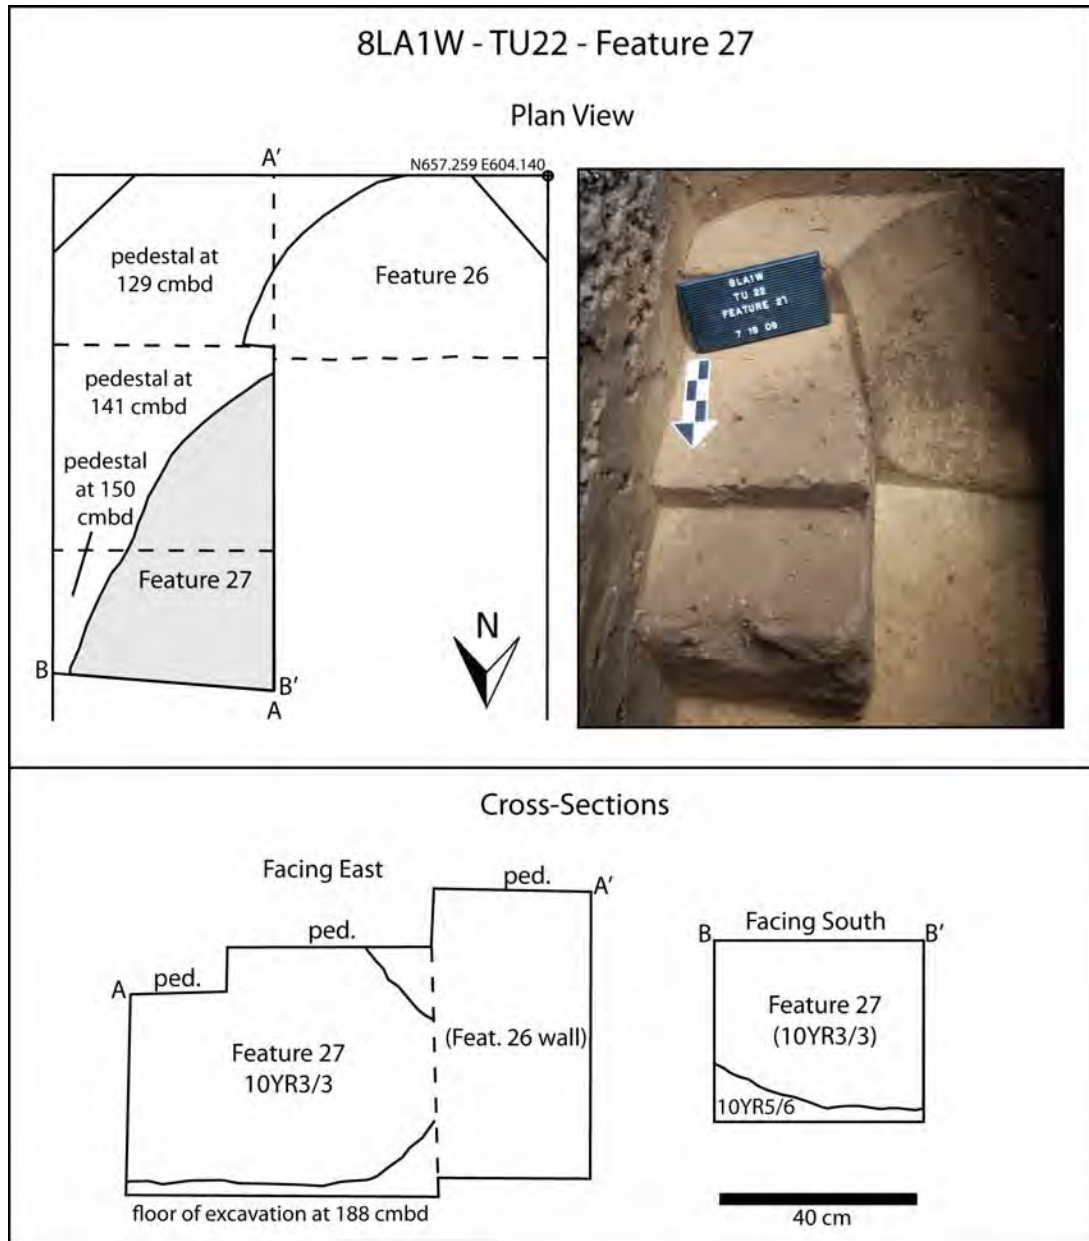 8LA1W - TU22 - Feature 27
Plan View
A'
N657.259 E604.140
pedestal at
129 cmbd
Feature 26
pedestal at
141 cmbd
pedestal
at 150
cmbd
Feature 27
N
B
B'
A
8LA1W
TU 22
FEATURE 27
7 15 09
Cross-Sections
Facing East
ped.
A'
ped.
A
ped.
Feature 27
10YR3/3
(Feat. 26 wall)
floor of excavation at 188 cmbd
Facing South
B
B'
Feature 27
(10YR3/3)
10YR5/6
40 cm